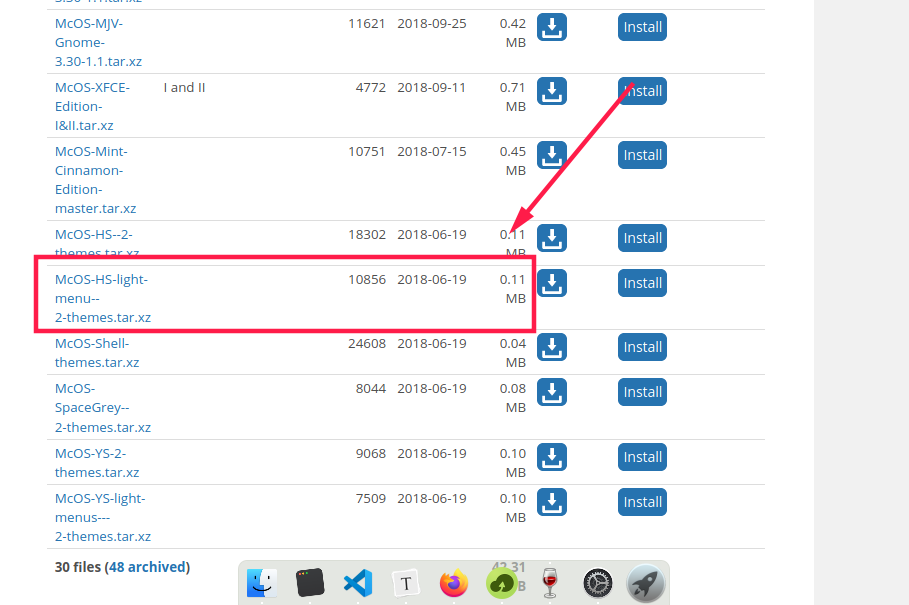 3.30-1.1.tar.xz
McOS-MJV- 11621 2018-09-25 0.42 Install
Gnome- MB
3.30-1.1.tar.xz
McOS-XFCE- I and II 4772 2018-09-11 0.71 Install
Edition- MB
I&II.tar.xz
McOS-Mint- 10751 2018-07-15 0.45 Install
Cinnamon- MB
Edition-
master.tar.xz
McOS-HS--2- 18302 2018-06-19 0.11 Install
themes.tar.xz MB
McOS-HS-light- 10856 2018-06-19 0.11 Install
menu-- MB
2-themes.tar.xz
McOS-Shell- 24608 2018-06-19 0.04 Install
themes.tar.xz MB
McOS- 8044 2018-06-19 0.08 Install
SpaceGrey-- MB
2-themes.tar.xz
McOS-YS-2- 9068 2018-06-19 0.10 Install
themes.tar.xz MB
McOS-YS-light- 7509 2018-06-19 0.10 Install
menus--- MB
2-themes.tar.xz
30 files (48 archived) 42.31
T B